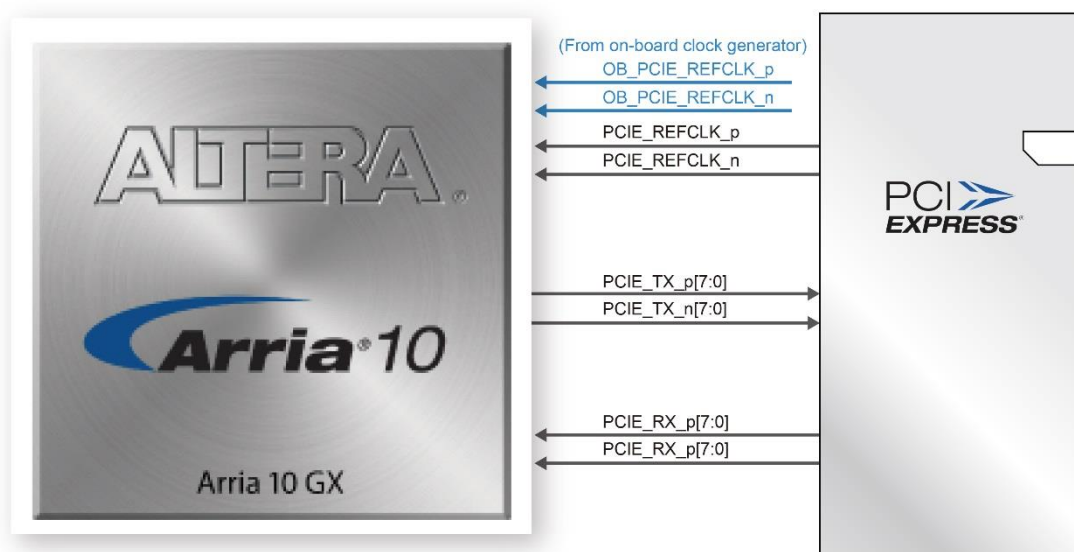 (From on-board clock generator)
OB_PCIE_REFCLK_p
OB_PCIE_REFCLK_n
PCIE_REFCLK_p
PCIE_REFCLK_n
ALTERA®
PCI
EXPRESS®
PCIE_TX_p[7:0]
PCIE_TX_n[7:0]
Arria® 10
PCIE_RX_p[7:0]
PCIE_RX_p[7:0]
Arria 10 GX